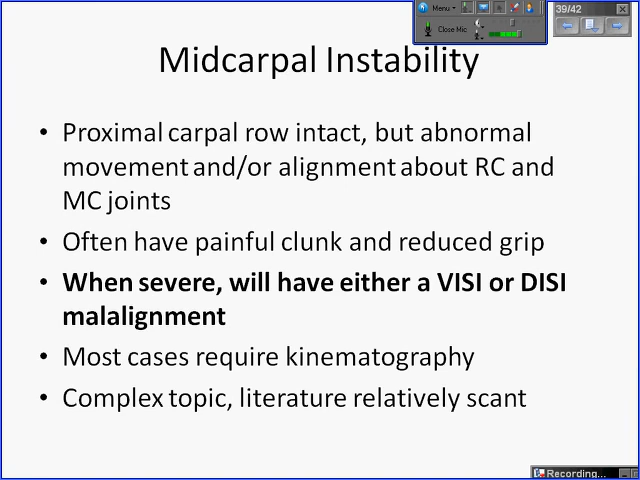 Menu
39/42
Close Mic
Midcarpal Instability
• Proximal carpal row intact, but abnormal
movement and/or alignment about RC and
MC joints
• Often have painful clunk and reduced grip
• When severe, will have either a VISI or DISI
malalignment
• Most cases require kinematography
• Complex topic, literature relatively scant
Recording...